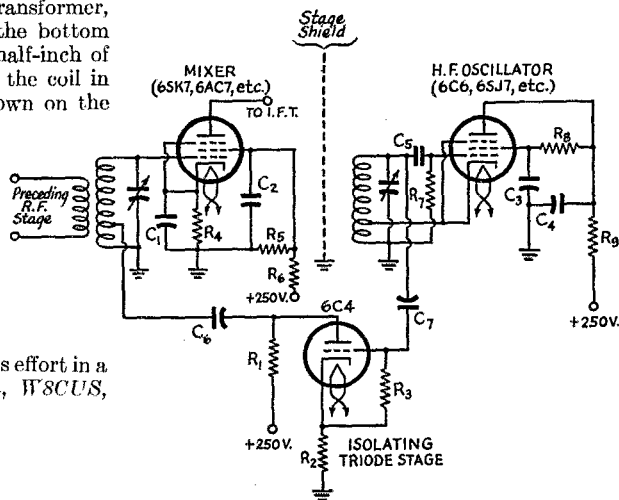 ransformer,
the bottom
half-inch of
the coil in
own on the
Stage
Shield
MIXER
(6SK7, 6AC7, etc.)
TO I.F.T.
H.F. OSCILLATOR
(6C6, 6SJ7, etc.)
Preceding
R.F.
Stage
C1
R4
C2
R5
R6
+250V.
C5
R7
R8
C3
C4
R9
+250V.
C6
6C4
C7
R1
R3
+250V.
R2
ISOLATING
TRIODE STAGE
s effort in a
, W8CUS,